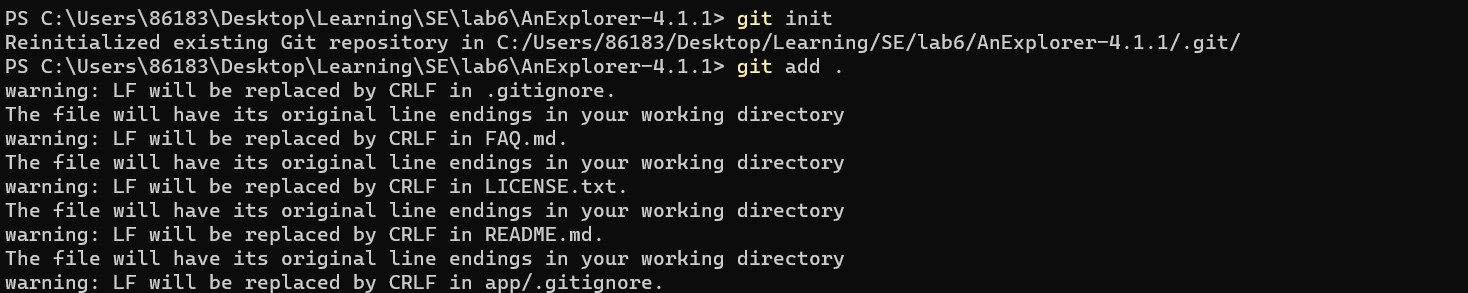 PS C:\Users\86183\Desktop\Learning\SE\lab6\AnExplorer-4.1.1> git init
Reinitialized existing Git repository in C:/Users/86183/Desktop/Learning/SE/lab6/AnExplorer-4.1.1/.git/
PS C:\Users\86183\Desktop\Learning\SE\lab6\AnExplorer-4.1.1> git add .
warning: LF will be replaced by CRLF in .gitignore.
The file will have its original line endings in your working directory
warning: LF will be replaced by CRLF in FAQ.md.
The file will have its original line endings in your working directory
warning: LF will be replaced by CRLF in LICENSE.txt.
The file will have its original line endings in your working directory
warning: LF will be replaced by CRLF in README.md.
The file will have its original line endings in your working directory
warning: LF will be replaced by CRLF in app/.gitignore.